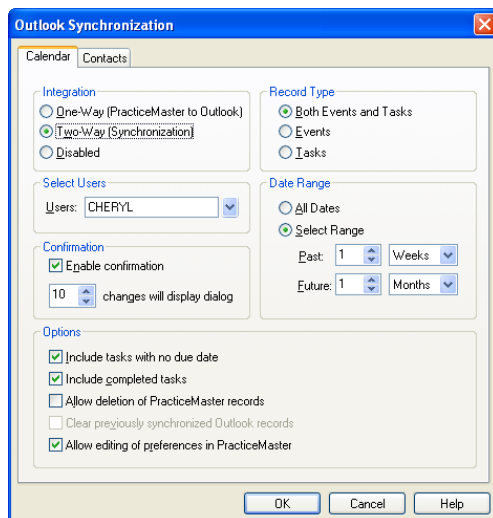 Outlook Synchronization
Calendar Contacts
Integration
One-Way (PracticeMaster to Outlook)
Two-Way (Synchronization)
Disabled
Record Type
Both Events and Tasks
Events
Tasks
Select Users
Users: CHERYL
Date Range
All Dates
Select Range
Past: 1 Weeks
Future: 1 Months
Confirmation
Enable confirmation
10 changes will display dialog
Options
Include tasks with no due date
Include completed tasks
Allow deletion of PracticeMaster records
Clear previously synchronized Outlook records
Allow editing of preferences in PracticeMaster
OK Cancel Help